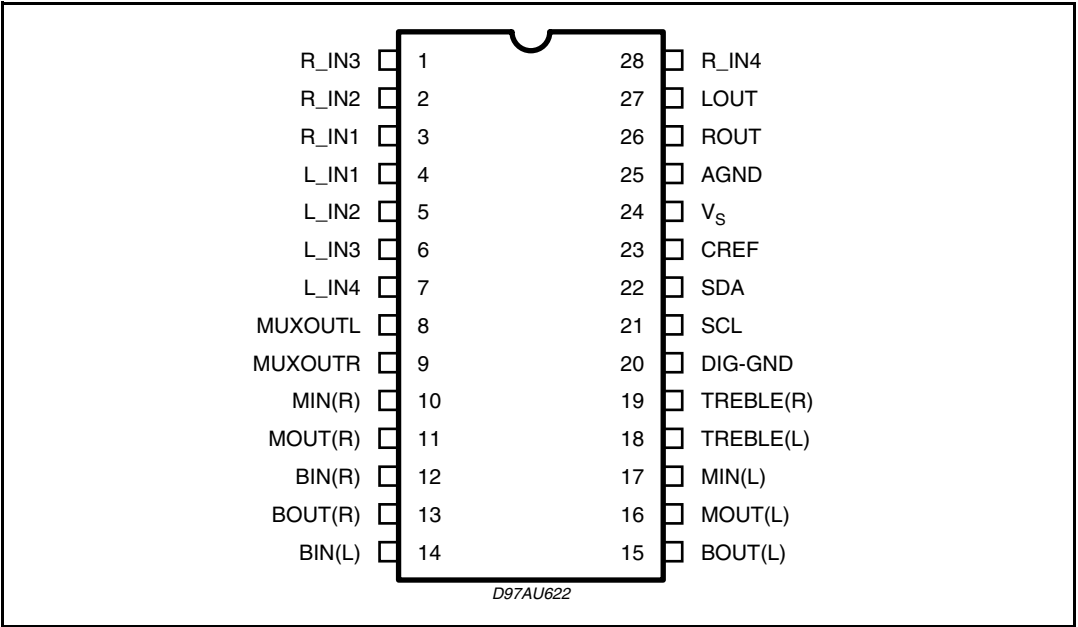 R_IN3 1 28 R_IN4
R_IN2 2 27 LOUT
R_IN1 3 26 ROUT
L_IN1 4 25 AGND
L_IN2 5 24 VS
L_IN3 6 23 CREF
L_IN4 7 22 SDA
MUXOUTL 8 21 SCL
MUXOUTR 9 20 DIG-GND
MIN(R) 10 19 TREBLE(R)
MOUT(R) 11 18 TREBLE(L)
BIN(R) 12 17 MIN(L)
BOUT(R) 13 16 MOUT(L)
BIN(L) 14 15 BOUT(L)
D97AU622